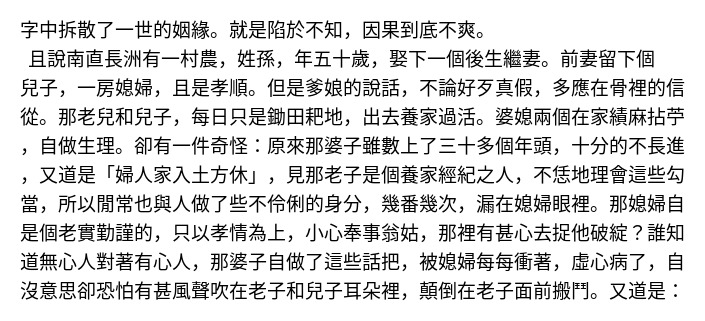 字中拆散了一世的姻緣。就是陷於不知，因果到底不爽。
且說南直長洲有一村農，姓孫，年五十歲，娶下一個後生繼妻。前妻留下個
兒子，一房媳婦，且是孝順。但是爹娘的說話，不論好歹真假，多應在骨裡的信
從。那老兒和兒子，每日只是鋤田耙地，出去養家過活。婆媳兩個在家績麻拈苧
，自做生理。卻有一件奇怪：原來那婆子雖數上了三十多個年頭，十分的不長進
，又道是「婦人家入土方休」，見那老子是個養家經紀之人，不恁地理會這些勾
當，所以閒常也與人做了些不伶俐的身分，幾番幾次，漏在媳婦眼裡。那媳婦自
是個老實勤謹的，只以孝情為上，小心奉事翁姑，那裡有甚心去捉他破綻？誰知
道無心人對著有心人，那婆子自做了這些話把，被媳婦每每衝著，虛心病了，自
沒意思卻恐怕有甚風聲吹在老子和兒子耳朵裡，顛倒在老子面前搬鬥。又道是：